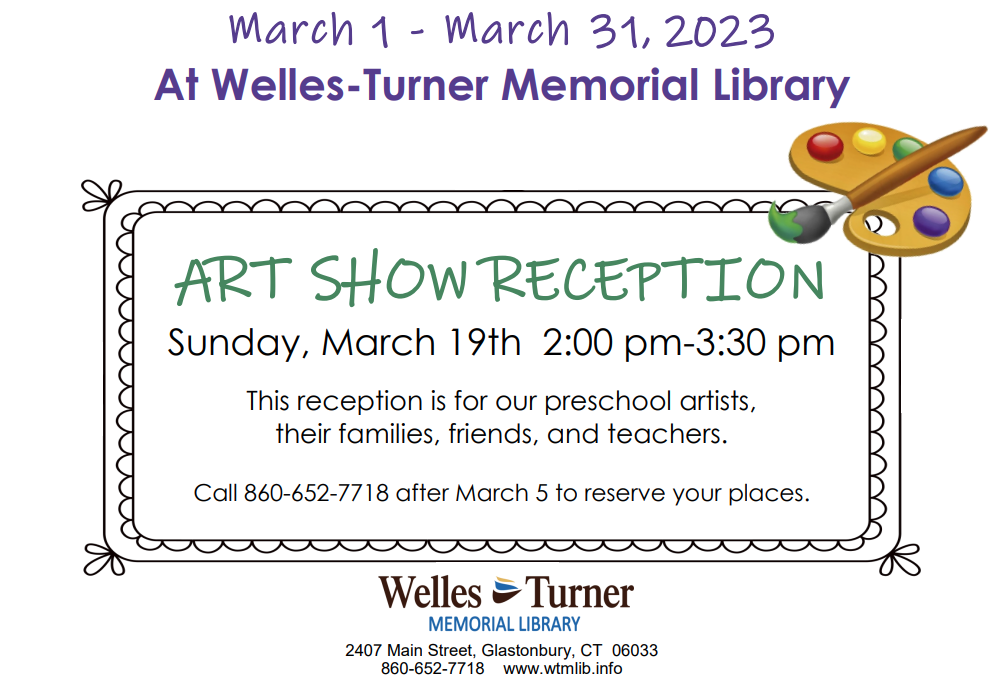 March 1 - March 31, 2023
At Welles-Turner Memorial Library
ART SHOW RECEPTION
Sunday, March 19th  2:00 pm-3:30 pm
This reception is for our preschool artists,
their families, friends, and teachers.
Call 860-652-7718 after March 5 to reserve your places.
Welles Turner
MEMORIAL LIBRARY
2407 Main Street, Glastonbury, CT  06033
860-652-7718    www.wtmlib.info